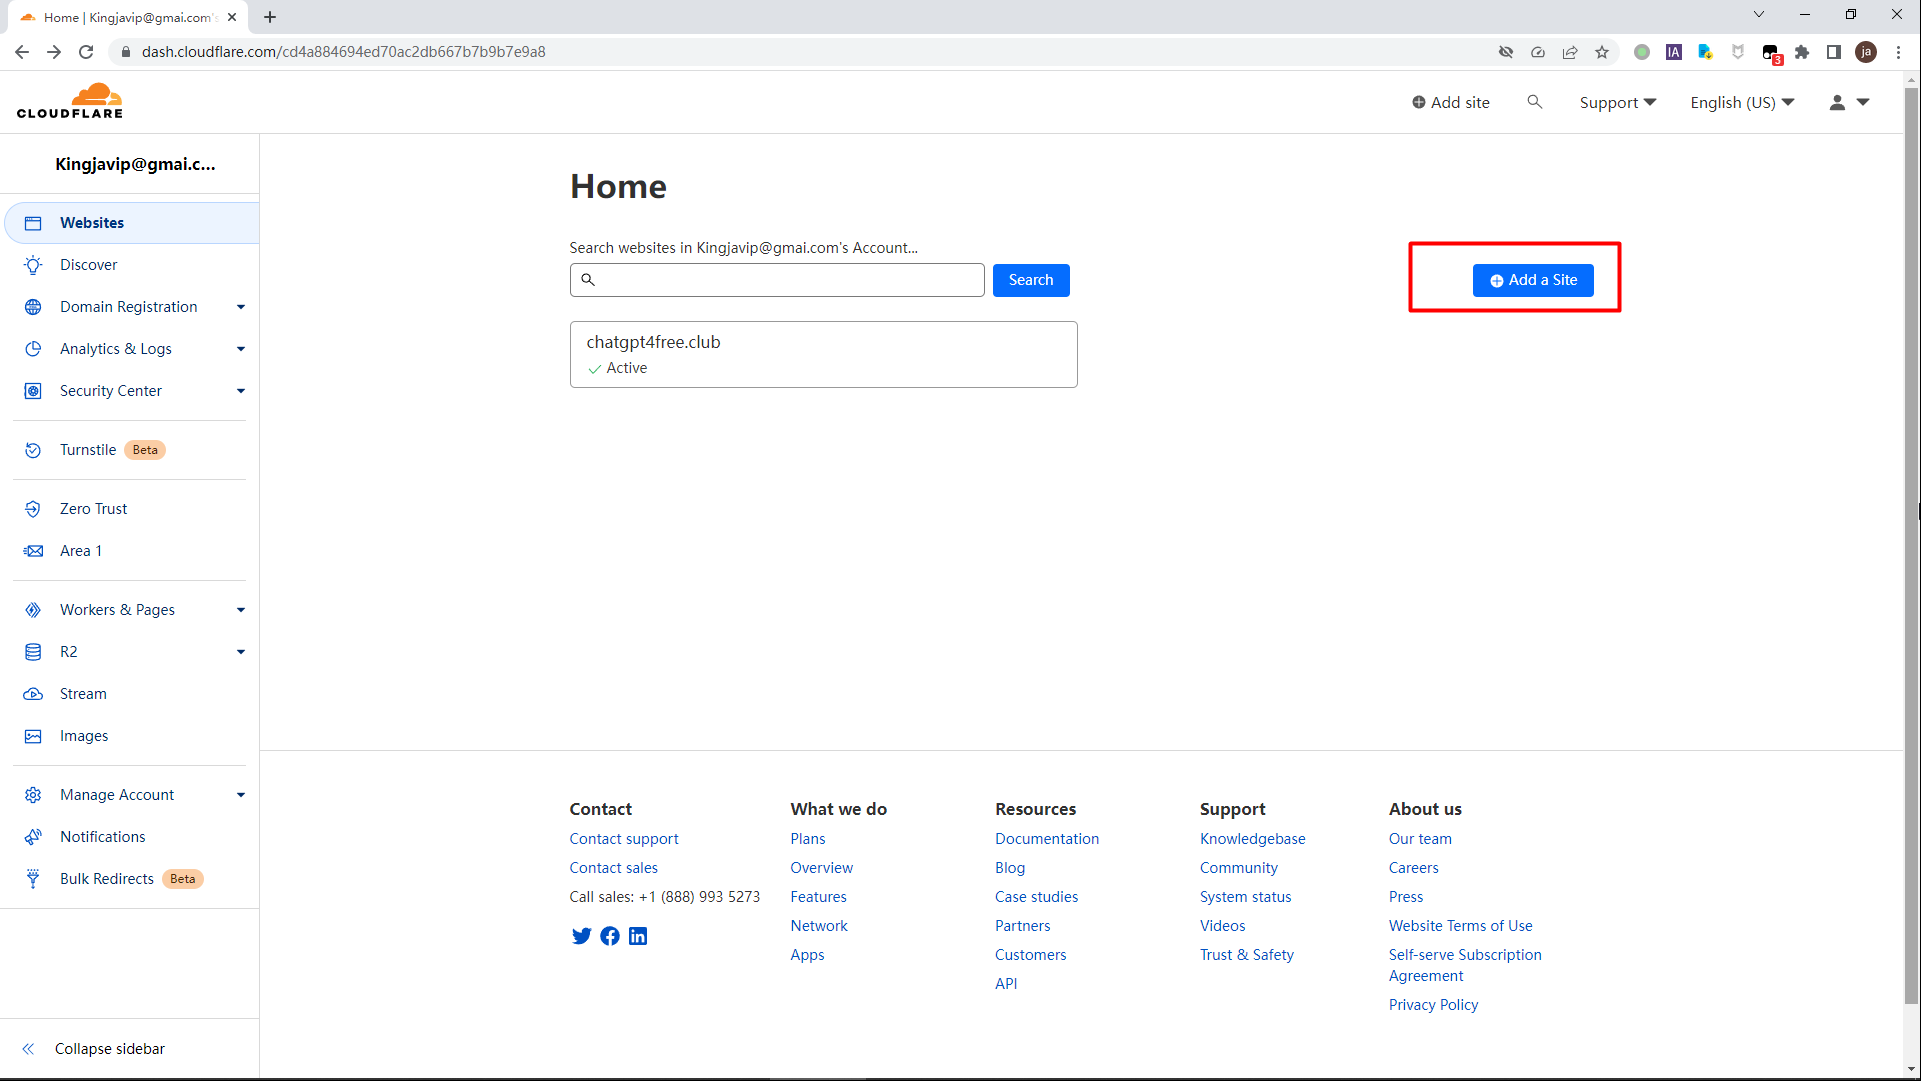 Home | Kingjavip@gmai.com's
dash.cloudflare.com/cd4a884694ed70ac2db667b7b9b7e9a8
IA
3
ja
CLOUDFLARE
Add site
Support
English (US)
Kingjavip@gmai.c...
Websites
Discover
Domain Registration
Analytics & Logs
Security Center
Turnstile Beta
Zero Trust
Area 1
Workers & Pages
R2
Stream
Images
Manage Account
Notifications
Bulk Redirects Beta
Collapse sidebar
Home
Search websites in Kingjavip@gmai.com's Account...
Search
Add a Site
chatgpt4free.club
Active
Contact
Contact support
Contact sales
Call sales: +1 (888) 993 5273
What we do
Plans
Overview
Features
Network
Apps
Resources
Documentation
Blog
Case studies
Partners
Customers
API
Support
Knowledgebase
Community
System status
Videos
Trust & Safety
About us
Our team
Careers
Press
Website Terms of Use
Self-serve Subscription
Agreement
Privacy Policy